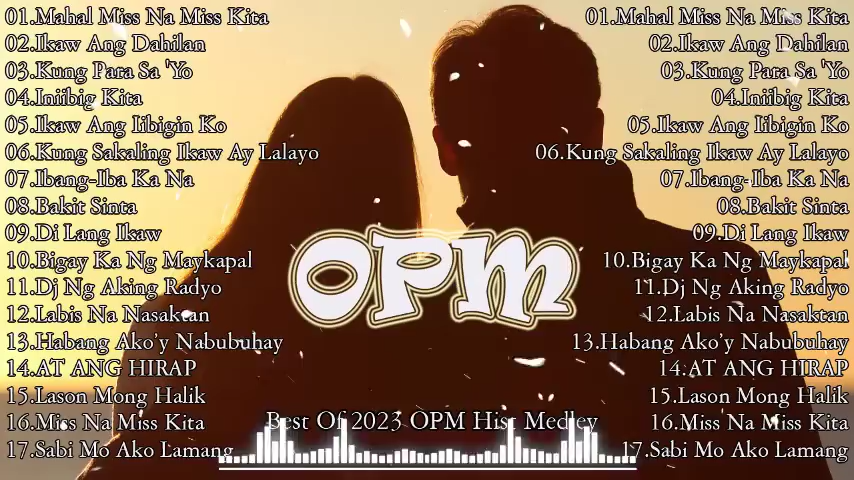 01.Mahal Miss Na Miss Kita
02.Ikaw Ang Dahilan
03.Kung Para Sa 'Yo
04.Iniibig Kita
05.Ikaw Ang Iibigin Ko
06.Kung Sakaling Ikaw Ay Lalayo
07.Ibang-Iba Ka Na
08.Bakit Sinta
09.Di Lang Ikaw
10.Bigay Ka Ng Maykapal
11.Dj Ng Aking Radyo
12.Labis Na Nasaktan
13.Habang Ako'y Nabubuhay
14.AT ANG HIRAP
15.Lason Mong Halik
16.Miss Na Miss Kita
17.Sabi Mo Ako Lamang
OPM
Best Of 2023 OPM Hist Medley
01.Mahal Miss Na Miss Kita
02.Ikaw Ang Dahilan
03.Kung Para Sa 'Yo
04.Iniibig Kita
05.Ikaw Ang Iibigin Ko
06.Kung Sakaling Ikaw Ay Lalayo
07.Ibang-Iba Ka Na
08.Bakit Sinta
09.Di Lang Ikaw
10.Bigay Ka Ng Maykapal
11.Dj Ng Aking Radyo
12.Labis Na Nasaktan
13.Habang Ako'y Nabubuhay
14.AT ANG HIRAP
15.Lason Mong Halik
16.Miss Na Miss Kita
17.Sabi Mo Ako Lamang